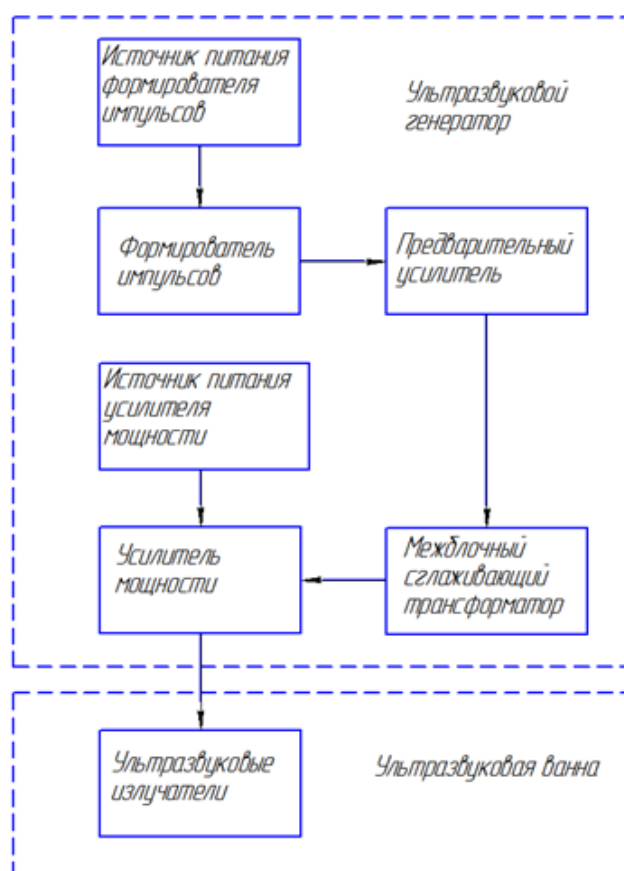 Источник питания
формирователя
импульсов
Ультразвуковой
генератор
Формирователь
импульсов
Предварительный
усилитель
Источник питания
усилителя
мощности
Усилитель
мощности
Межблочный
сглаживающий
трансформатор
Ультразвуковые
излучатели
Ультразвуковая ванна